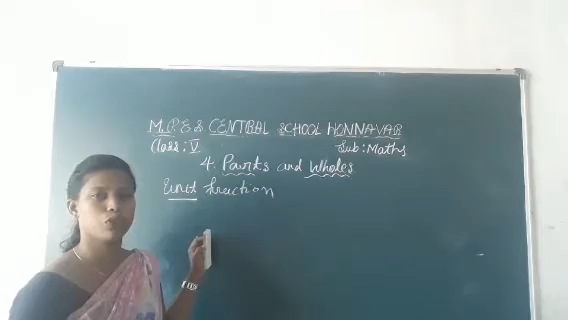 M.P.E S CENTRAL SCHOOL HONNAVAR
Class : V Sub: Maths
4. Parts and Wholes
Unit fraction